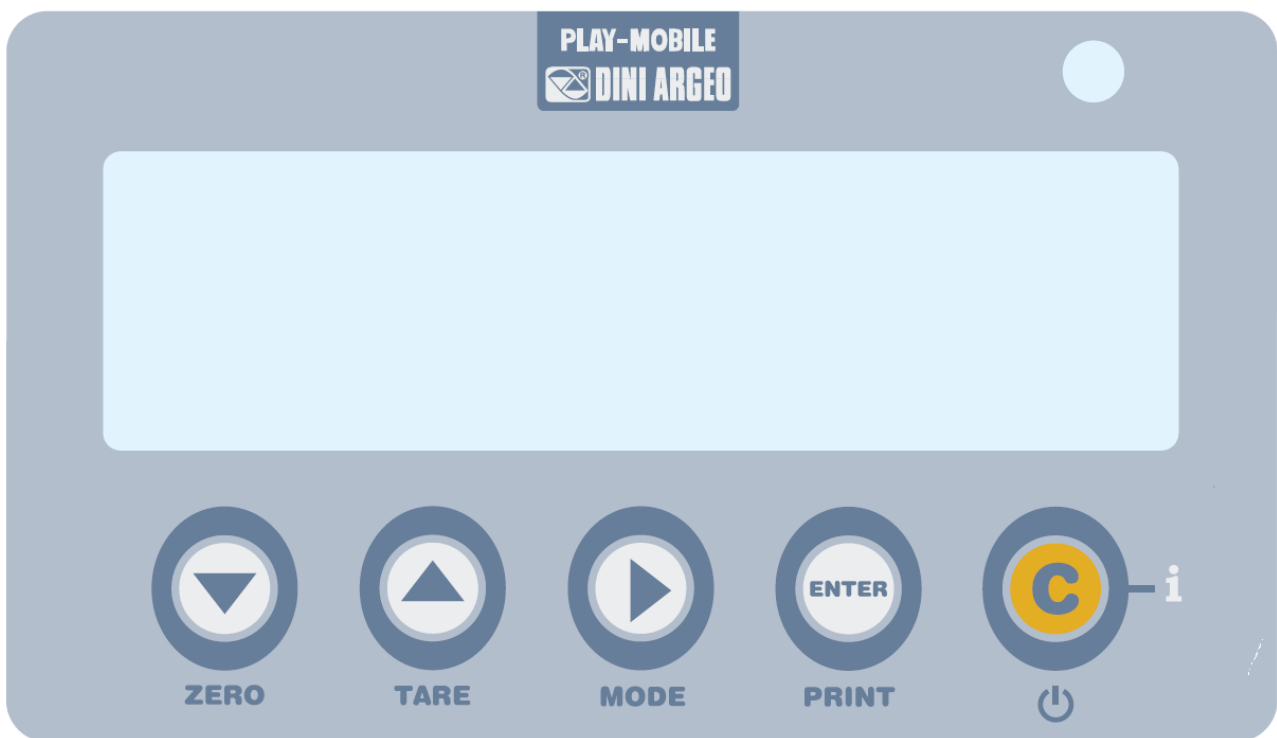 PLAY-MOBILE
® DINI ARGEO
ENTER
C
i
ZERO
TARE
MODE
PRINT